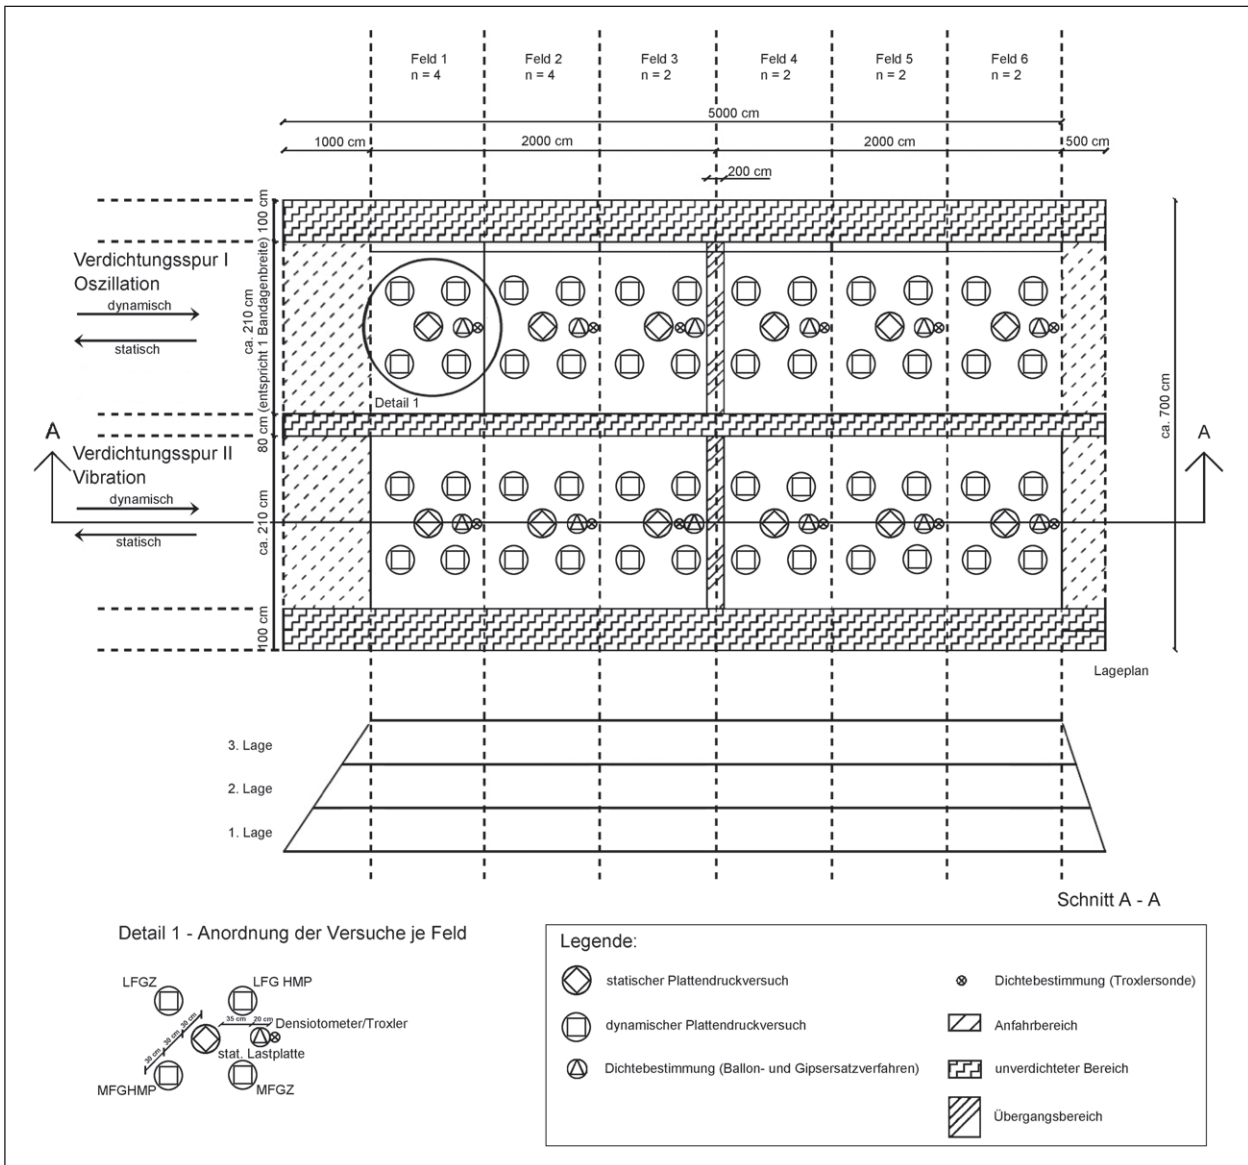 Feld 1
n = 4
Feld 2
n = 4
Feld 3
n = 2
Feld 4
n = 2
Feld 5
n = 2
Feld 6
n = 2
5000 cm
1000 cm
2000 cm
2000 cm
500 cm
200 cm
100 cm
ca. 210 cm
(entspricht 1 Bandagenbreite)
80 cm
ca. 210 cm
100 cm
ca. 700 cm
Verdichtungsspur I
Oszillation
dynamisch
statisch
Detail 1
A
A
Verdichtungsspur II
Vibration
dynamisch
statisch
Lageplan
3. Lage
2. Lage
1. Lage
Schnitt A - A
Detail 1 - Anordnung der Versuche je Feld
LFGZ
LFG HMP
30 cm
30 cm
30 cm
35 cm
20 cm
Densiotometer/Troxler
stat. Lastplatte
MFGHMP
MFGZ
Legende:
statischer Plattendruckversuch
dynamischer Plattendruckversuch
Dichtebestimmung (Ballon- und Gipsersatzverfahren)
Dichtebestimmung (Troxlersonde)
Anfahrbereich
unverdichteter Bereich
Übergangsbereich